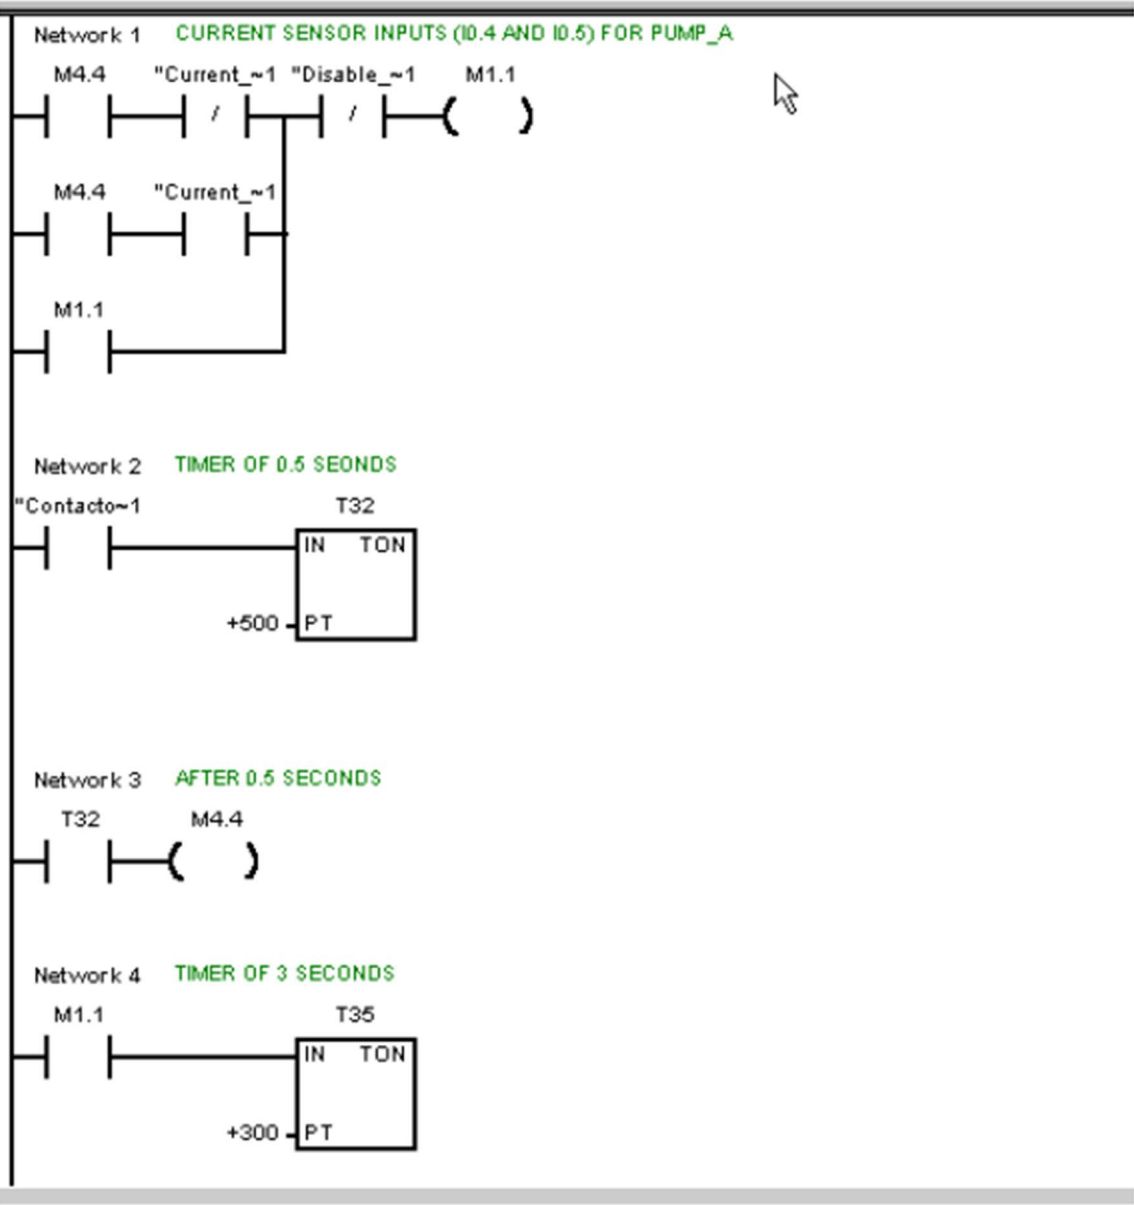 Network 1 CURRENT SENSOR INPUTS (I0.4 AND I0.5) FOR PUMP_A
M4.4 "Current_~1 "Disable_~1 M1.1
/ /
M4.4 "Current_~1
M1.1
Network 2 TIMER OF 0.5 SEONDS
"Contacto~1 T32
IN TON
+500 PT
Network 3 AFTER 0.5 SECONDS
T32 M4.4
Network 4 TIMER OF 3 SECONDS
M1.1 T35
IN TON
+300 PT